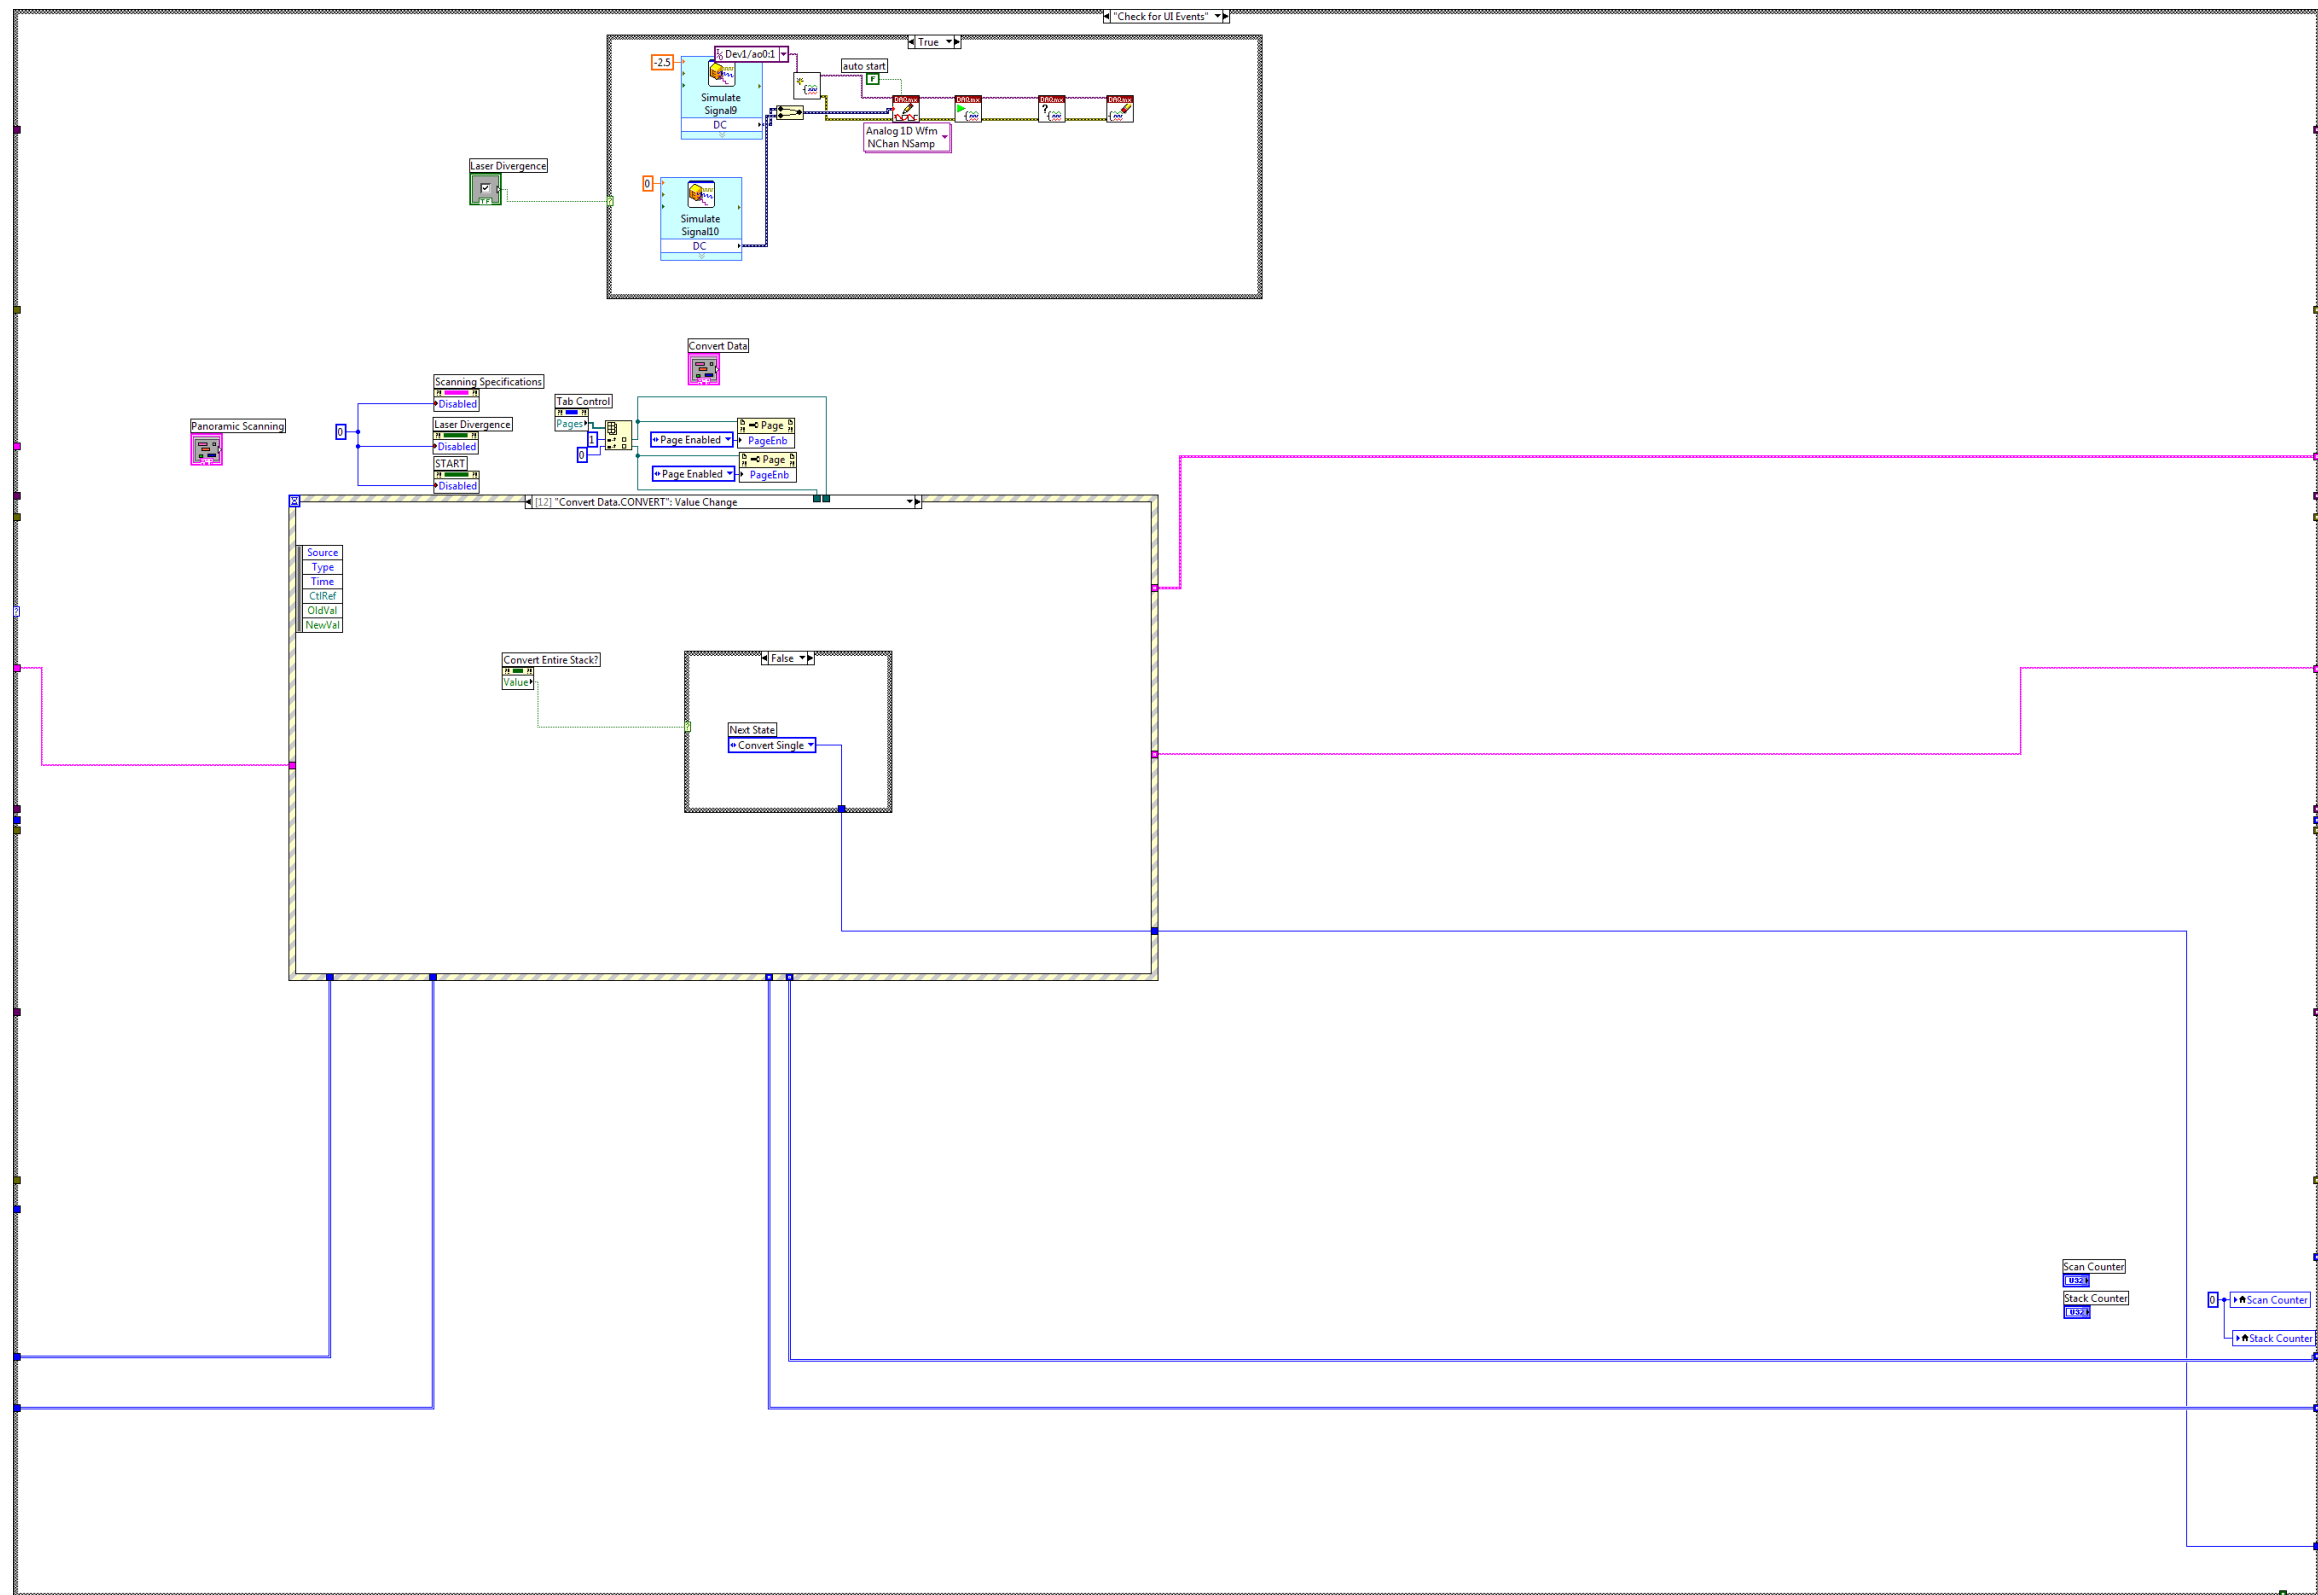 "Check for UI Events"
True
Dev1/ao0:1
-2.5
auto start
F
Simulate
Signal9
DC
DAQmx
DAQmx
DAQmx
DAQmx
Analog 1D Wfm
NChan NSamp
Laser Divergence
TF
?
0
Simulate
Signal10
DC
Convert Data
Scanning Specifications
Disabled
Tab Control
Pages
Panoramic Scanning
0
Laser Divergence
Disabled
1
0
Page Enabled
Page
PageEnb
START
Disabled
Page Enabled
Page
PageEnb
[12] "Convert Data.CONVERT": Value Change
Source
Type
Time
CtlRef
OldVal
NewVal
?
Convert Entire Stack?
Value
False
?
Next State
Convert Single
Scan Counter
U32
Stack Counter
U32
0
Scan Counter
Stack Counter